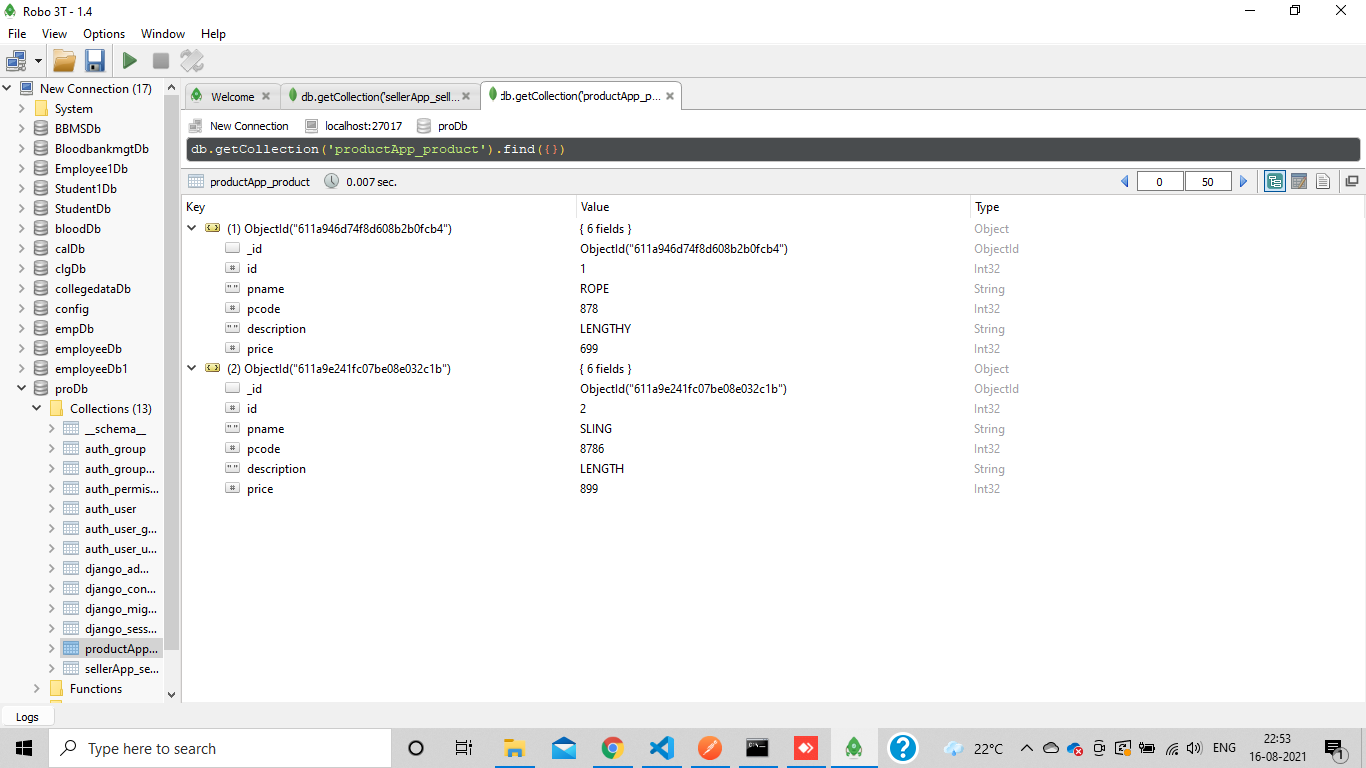 Robo 3T - 1.4
File View Options Window Help
New Connection (17)
System
BBMSDb
BloodbankmgtDb
Employee1Db
Student1Db
StudentDb
bloodDb
calDb
clgDb
collegedataDb
config
empDb
employeeDb
employeeDb1
proDb
Collections (13)
__schema__
auth_group
auth_group...
auth_permis...
auth_user
auth_user_g...
auth_user_u...
django_ad...
django_con...
django_mig...
django_sess...
productApp...
sellerApp_se...
Functions
Welcome db.getCollection('sellerApp_sell... db.getCollection('productApp_p...
New Connection localhost:27017 proDb
db.getCollection('productApp_product').find({})
productApp_product 0.007 sec. 0 50
Key Value Type
(1) ObjectId("611a946d74f8d608b2b0fcb4") { 6 fields } Object
_id ObjectId("611a946d74f8d608b2b0fcb4") ObjectId
# id 1 Int32
"" pname ROPE String
# pcode 878 Int32
"" description LENGTHY String
# price 699 Int32
(2) ObjectId("611a9e241fc07be08e032c1b") { 6 fields } Object
_id ObjectId("611a9e241fc07be08e032c1b") ObjectId
# id 2 Int32
"" pname SLING String
# pcode 8786 Int32
"" description LENGTH String
# price 899 Int32
Logs
Type here to search
22°C ENG 22:53
16-08-2021
1